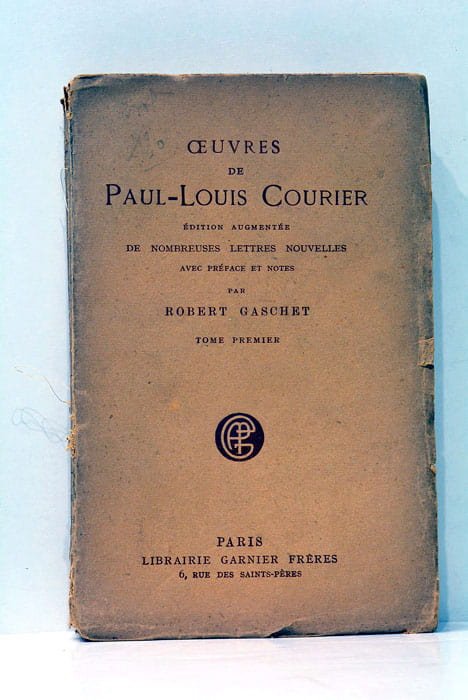 ŒUVRES
DE
PAUL-LOUIS COURIER
ÉDITION AUGMENTÉE
DE NOMBREUSES LETTRES NOUVELLES
AVEC PRÉFACE ET NOTES
PAR
ROBERT GASCHET
TOME PREMIER
PARIS
LIBRAIRIE GARNIER FRÈRES
6, RUE DES SAINTS-PÈRES